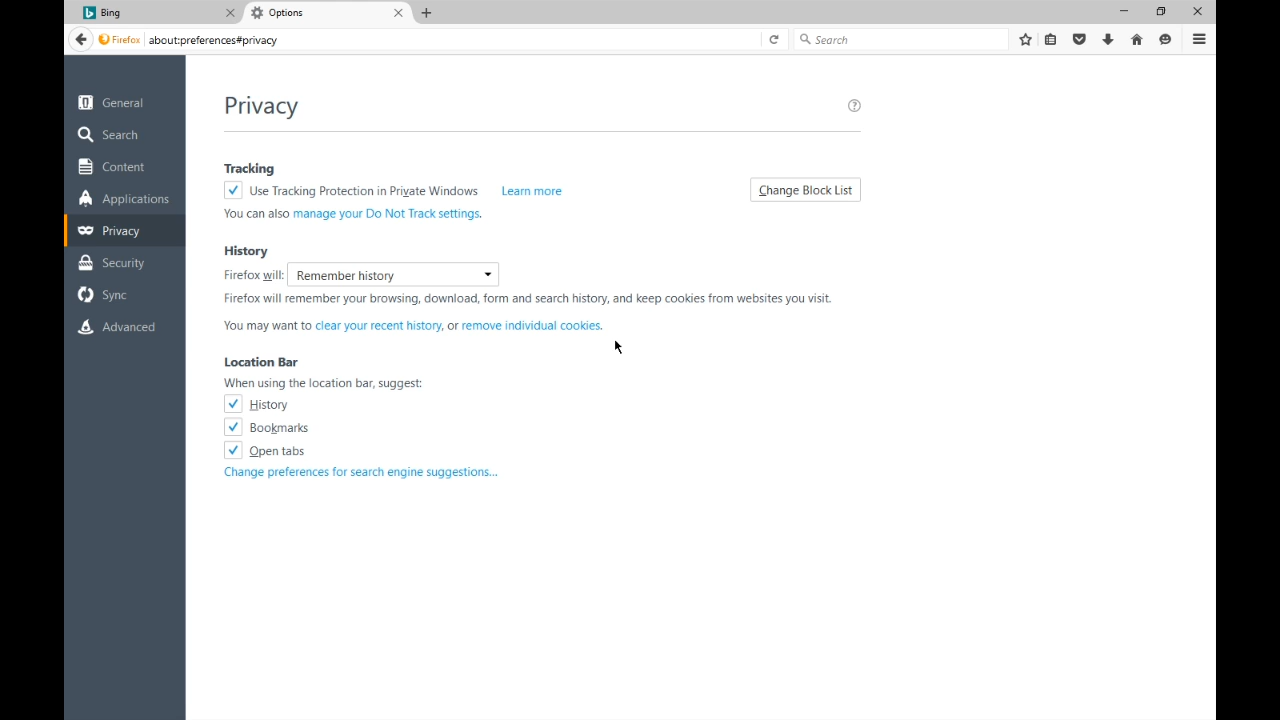 Bing
Options
Firefox
about:preferences#privacy
Search
General
Search
Content
Applications
Privacy
Security
Sync
Advanced
Privacy
Tracking
Use Tracking Protection in Private Windows Learn more
Change Block List
You can also manage your Do Not Track settings.
History
Firefox will: Remember history
Firefox will remember your browsing, download, form and search history, and keep cookies from websites you visit.
You may want to clear your recent history, or remove individual cookies.
Location Bar
When using the location bar, suggest:
History
Bookmarks
Open tabs
Change preferences for search engine suggestions...